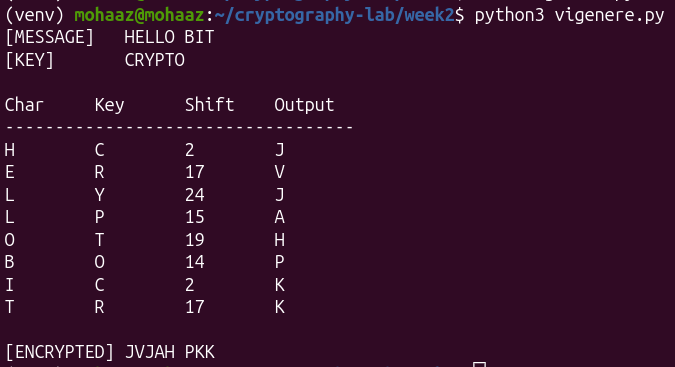 (venv) mohaaz@mohaaz:~/cryptography-lab/week2$ python3 vigenere.py
[MESSAGE]   HELLO BIT
[KEY]       CRYPTO
Char     Key      Shift    Output
-----------------------------------
H        C        2        J
E        R        17       V
L        Y        24       J
L        P        15       A
O        T        19       H
B        O        14       P
I        C        2        K
T        R        17       K
[ENCRYPTED] JVJAH PKK